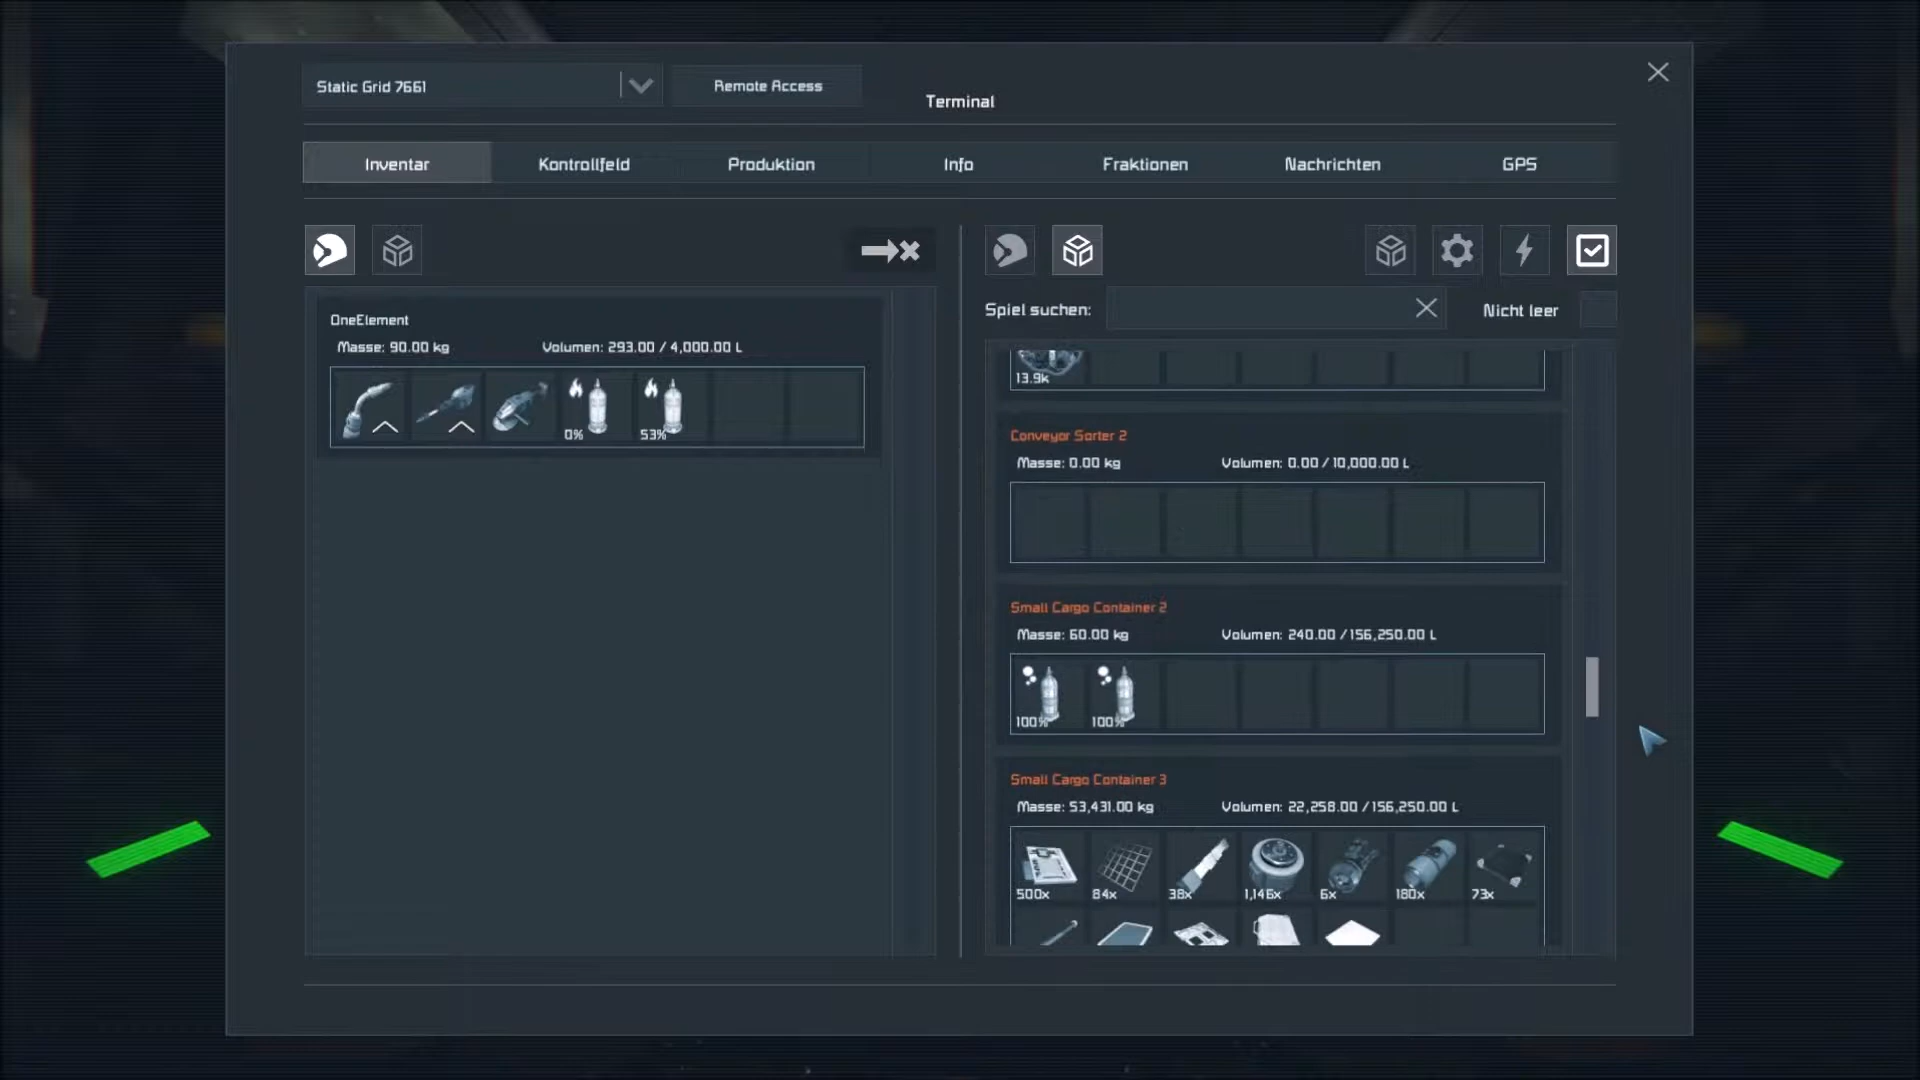 Static Grid 7661
Remote Access
Terminal
Inventar
Kontrollfeld
Produktion
Info
Fraktionen
Nachrichten
GPS
Spiel suchen:
Nicht leer
OneElement
Masse: 90.00 kg
Volumen: 293.00 / 4,000.00 L
0%
53%
13.9k
Conveyor Sorter 2
Masse: 0.00 kg
Volumen: 0.00 / 10,000.00 L
Small Cargo Container 2
Masse: 60.00 kg
Volumen: 240.00 / 156,250.00 L
100%
100%
Small Cargo Container 3
Masse: 53,431.00 kg
Volumen: 22,258.00 / 156,250.00 L
500x
84x
38x
1,146x
6x
180x
73x